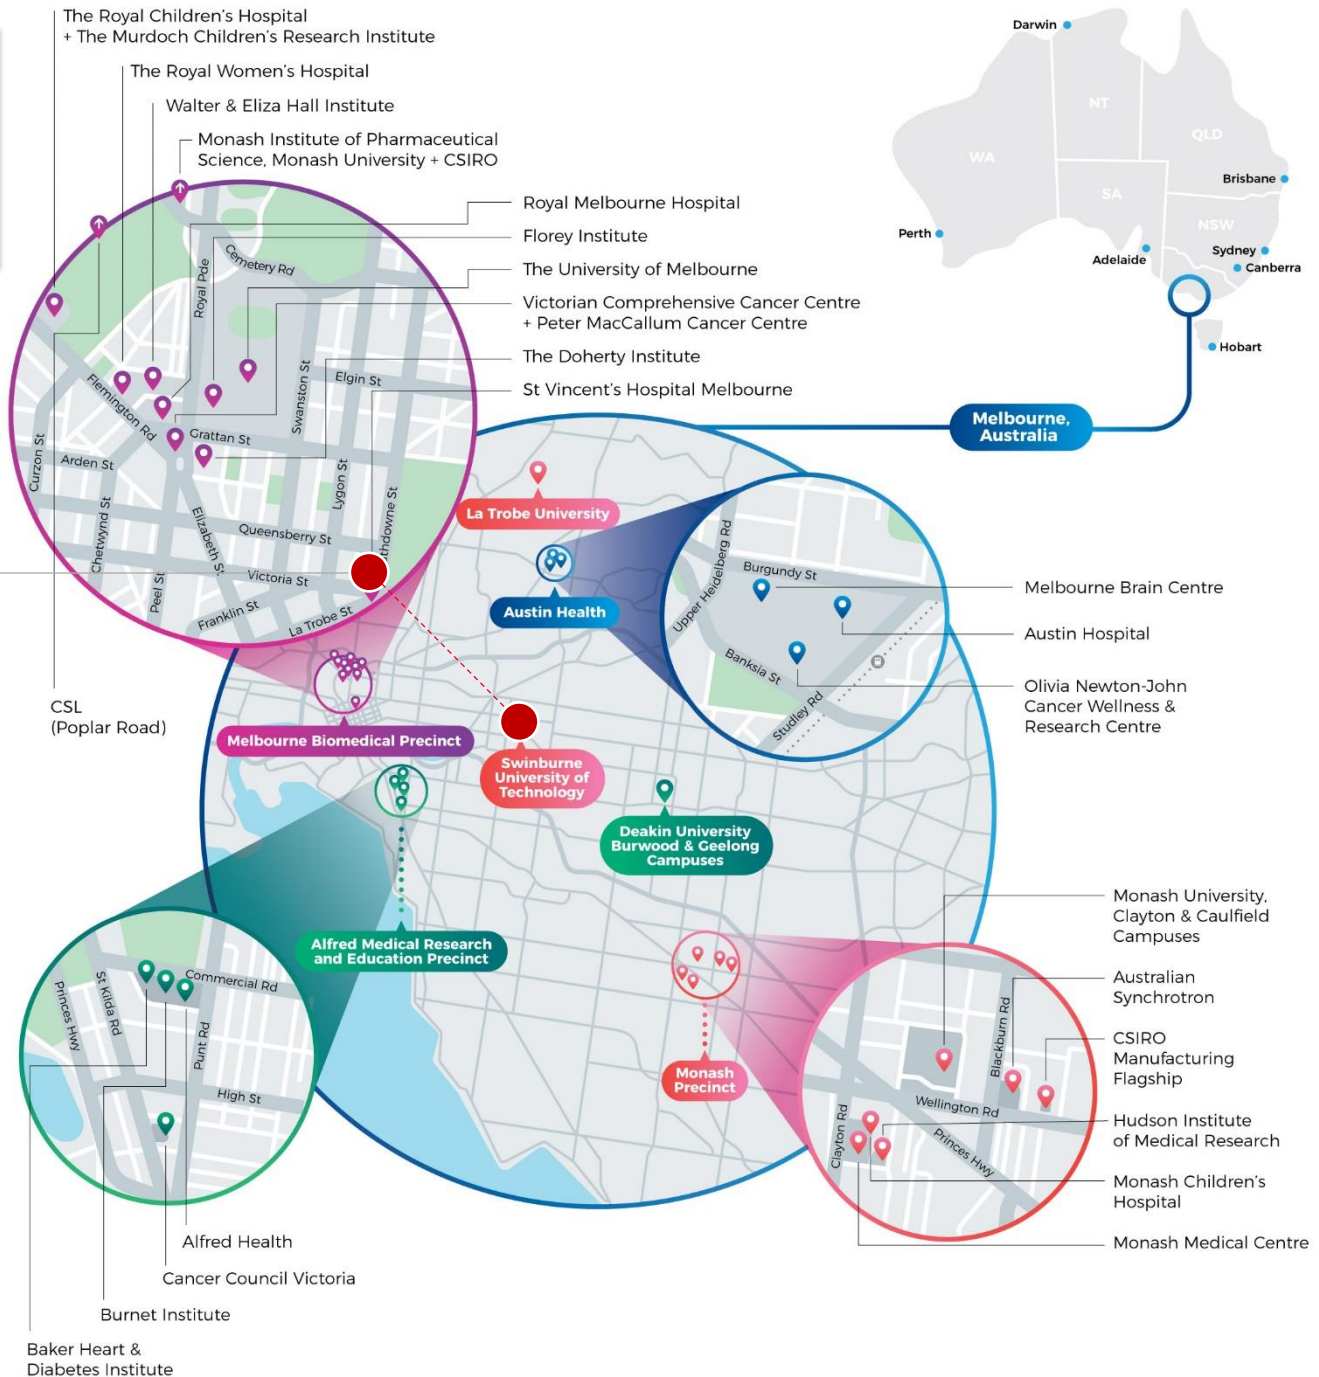 The Royal Children's Hospital
+ The Murdoch Children's Research Institute
The Royal Women's Hospital
Walter & Eliza Hall Institute
Monash Institute of Pharmaceutical
Science, Monash University + CSIRO
Royal Melbourne Hospital
Florey Institute
The University of Melbourne
Victorian Comprehensive Cancer Centre
+ Peter MacCallum Cancer Centre
The Doherty Institute
St Vincent's Hospital Melbourne
Darwin
NT
QLD
WA
SA
Brisbane
NSW
Perth
Adelaide
Sydney
Canberra
Hobart
Melbourne,
Australia
Cemetery Rd
Royal Pde
Swanston St
Elgin St
Flemington Rd
Grattan St
Curzon St
Arden St
Lygon St
Chetwynd St
Elizabeth St
Queensberry St
Victoria St
Peel St
Franklin St
La Trobe St
CSL
(Poplar Road)
La Trobe University
Austin Health
Upper Heidelberg Rd
Burgundy St
Banksia St
Studley Rd
Melbourne Brain Centre
Austin Hospital
Olivia Newton-John
Cancer Wellness &
Research Centre
Melbourne Biomedical Precinct
Swinburne
University of
Technology
Deakin University
Burwood & Geelong
Campuses
Alfred Medical Research
and Education Precinct
Monash
Precinct
Princes Hwy
St Kilda Rd
Commercial Rd
Punt Rd
High St
Alfred Health
Cancer Council Victoria
Burnet Institute
Baker Heart &
Diabetes Institute
Clayton Rd
Blackburn Rd
Wellington Rd
Princes Hwy
Monash University,
Clayton & Caulfield
Campuses
Australian
Synchrotron
CSIRO
Manufacturing
Flagship
Hudson Institute
of Medical Research
Monash Children's
Hospital
Monash Medical Centre